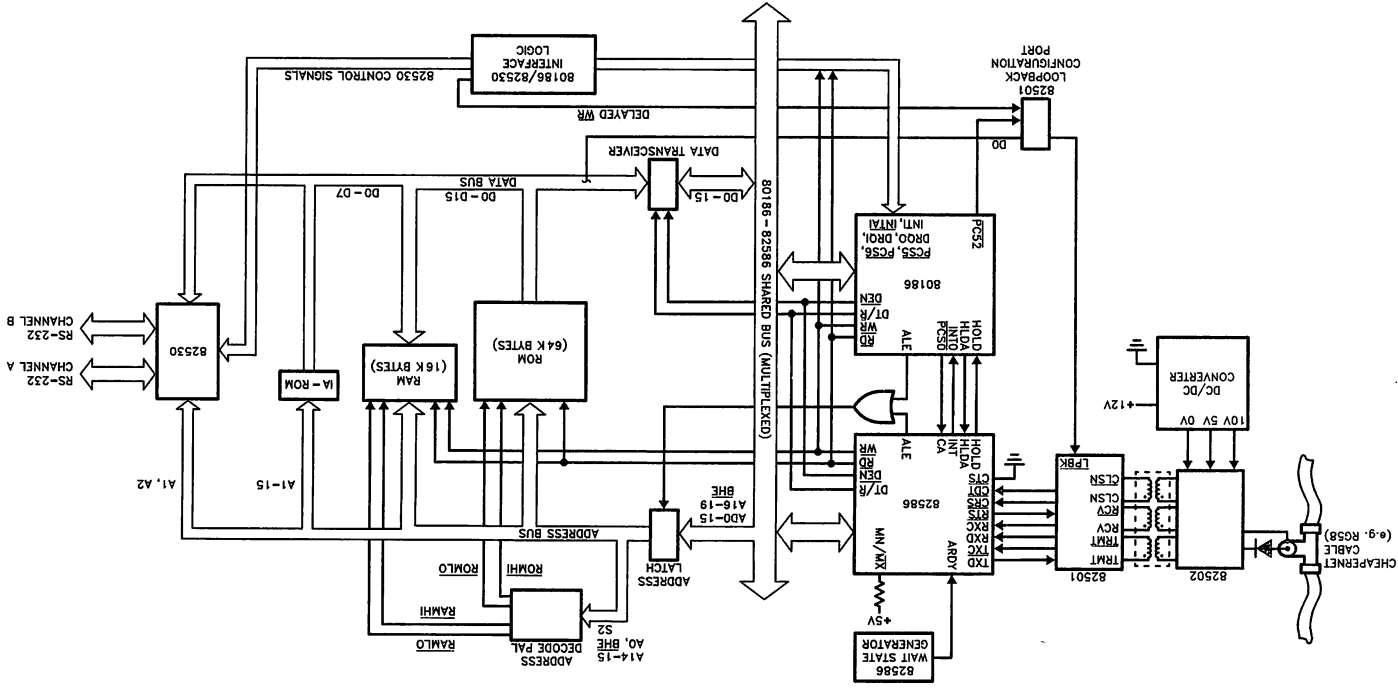 82586
WAIT STATE
GENERATOR
+5V
CHEAPERNET
CABLE
(e.g. RG58)
82502
82501
TRMT
TRMT
RCV
RCV
CLSN
CLSN
LPBK
TXD
TXC
RXD
RXC
RTS
CRS
CDT
CTS
ARDY
MN/MX
82586
DT/R
DEN
RD
WR
HOLD
HLDA
INT
CA
ALE
10V 5V 0V
DC/DC
CONVERTER
+12V
HOLD
HLDA
INT0
PCS0
ALE
RD
WR
DT/R
DEN
80186
PCS5, PCS6,
DRQO, DRQI,
INTI, INTAI
PC52
82501
LOOPBACK
CONFIGURATION
PORT
D0
DELAYED WR
80186-82586 SHARED BUS (MULTIPLEXED)
AD0-15
A16-19
BHE
ADDRESS
LATCH
A14-15
A0, BHE
S2
ADDRESS
DECODE PAL
RAMLO
RAMHI
ROMHI
ROMLO
ADDRESS BUS
A1-15
A1, A2
ROM
(64 K BYTES)
RAM
(16 K BYTES)
IA-ROM
82530
RS-232
CHANNEL A
RS-232
CHANNEL B
D0-15
DATA TRANSCEIVER
D0-D15
DATA BUS
D0-D7
80186/82530
INTERFACE
LOGIC
82530 CONTROL SIGNALS